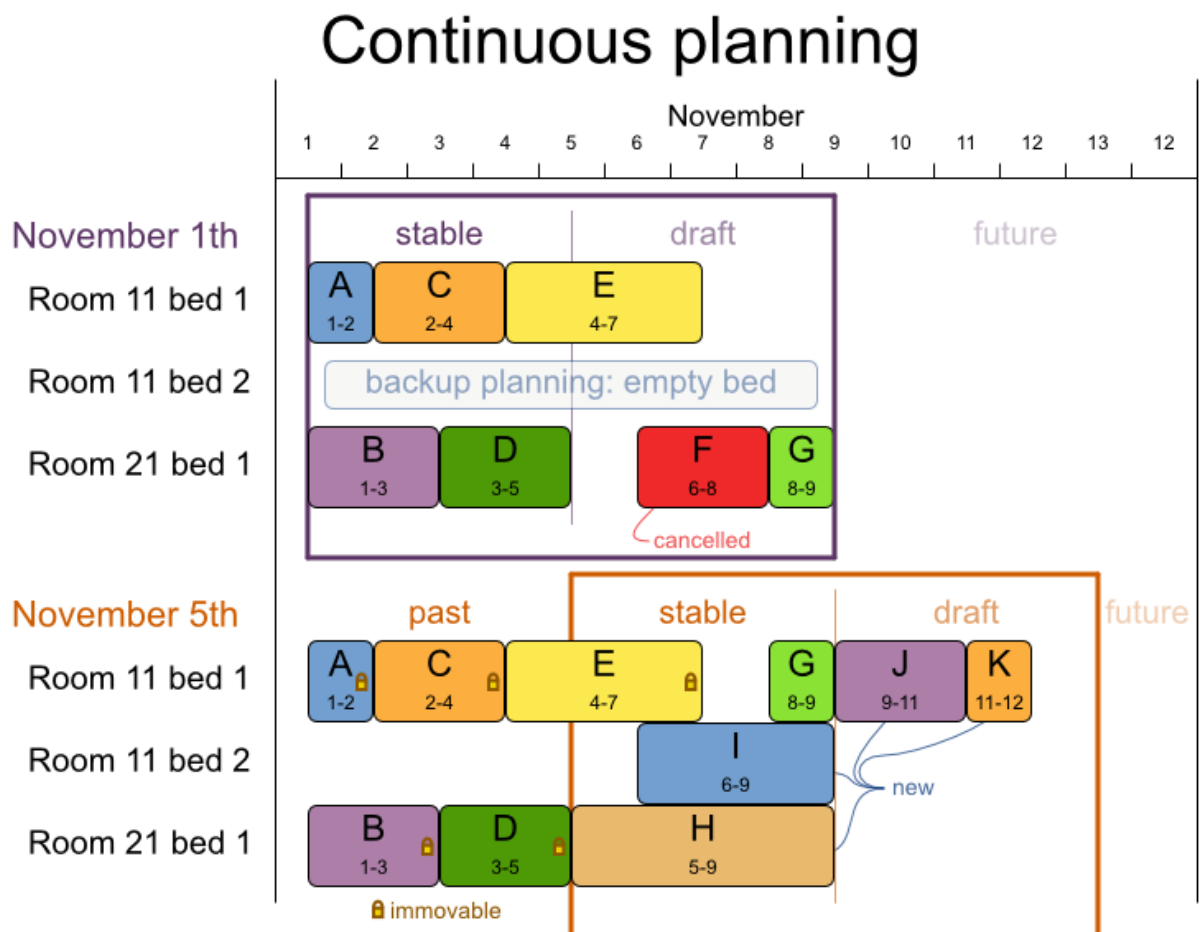 Continuous planning
November
1 2 3 4 5 6 7 8 9 10 11 12 13 12
November 1th stable draft future
Room 11 bed 1 A C E
1-2 2-4 4-7
Room 11 bed 2 backup planning: empty bed
Room 21 bed 1 B D F G
1-3 3-5 6-8 8-9
cancelled
November 5th past stable draft future
Room 11 bed 1 A C E G J K
1-2 2-4 4-7 8-9 9-11 11-12
Room 11 bed 2 I
6-9 new
Room 21 bed 1 B D H
1-3 3-5 5-9
immovable